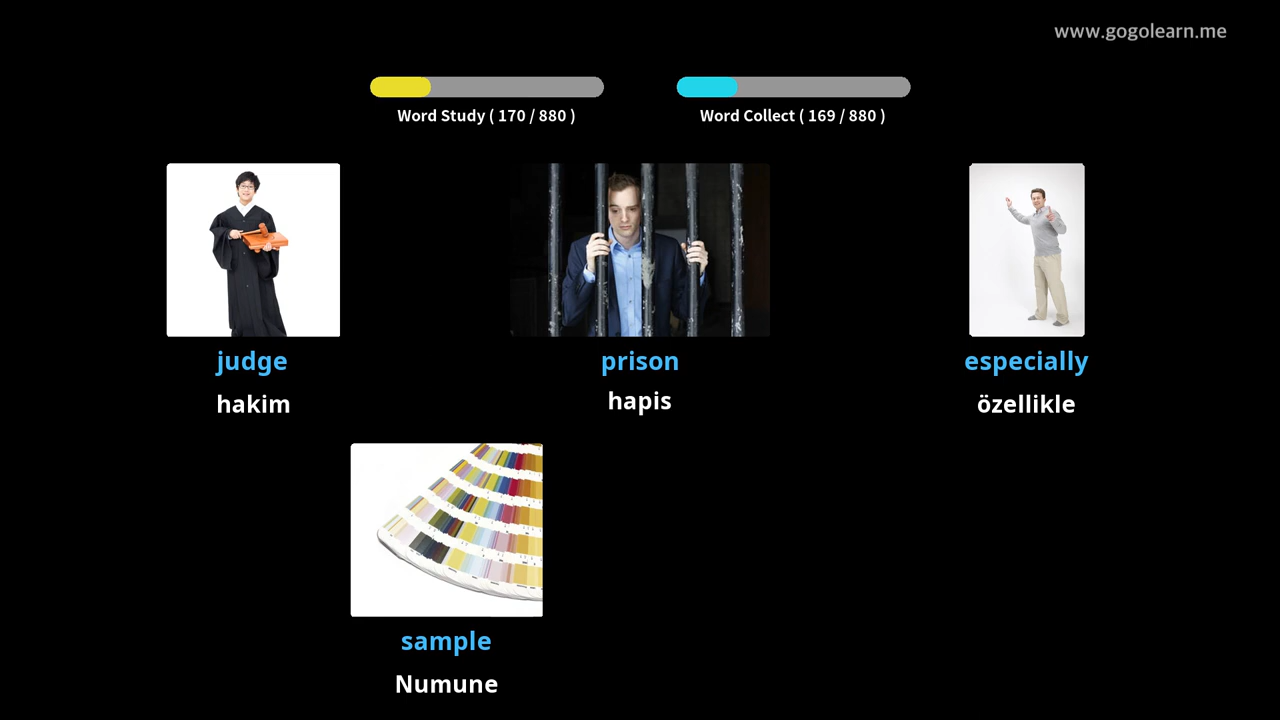 www.gogolearn.me
Word Study ( 170 / 880 )
Word Collect ( 169 / 880 )
judge
hakim
prison
hapis
especially
özellikle
sample
Numune